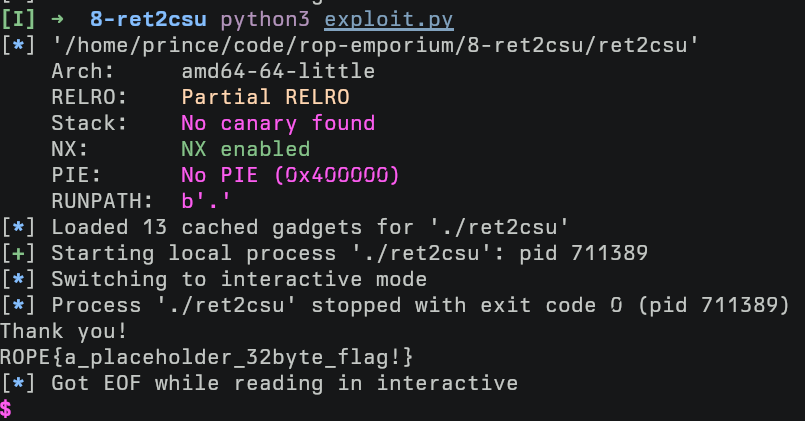 [I] → 8-ret2csu python3 exploit.py
[*] '/home/prince/code/rop-emporium/8-ret2csu/ret2csu'
    Arch:     amd64-64-little
    RELRO:    Partial RELRO
    Stack:    No canary found
    NX:       NX enabled
    PIE:      No PIE (0x400000)
    RUNPATH:  b'.'
[*] Loaded 13 cached gadgets for './ret2csu'
[+] Starting local process './ret2csu': pid 711389
[*] Switching to interactive mode
[*] Process './ret2csu' stopped with exit code 0 (pid 711389)
Thank you!
ROPE{a_placeholder_32byte_flag!}
[*] Got EOF while reading in interactive
$